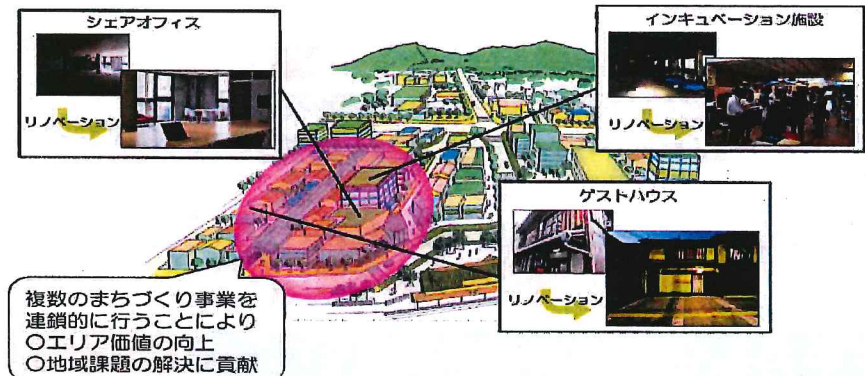 シェアオフィス
リノベーション
インキュベーション施設
リノベーション
ゲストハウス
リノベーション
複数のまちづくり事業を
連鎖的に行うことにより
○エリア価値の向上
○地域課題の解決に貢献